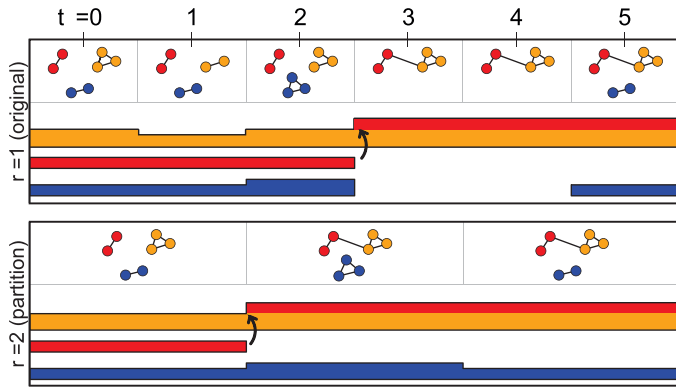 t =0 1 2 3 4 5
r =1 (original)
r =2 (partition)